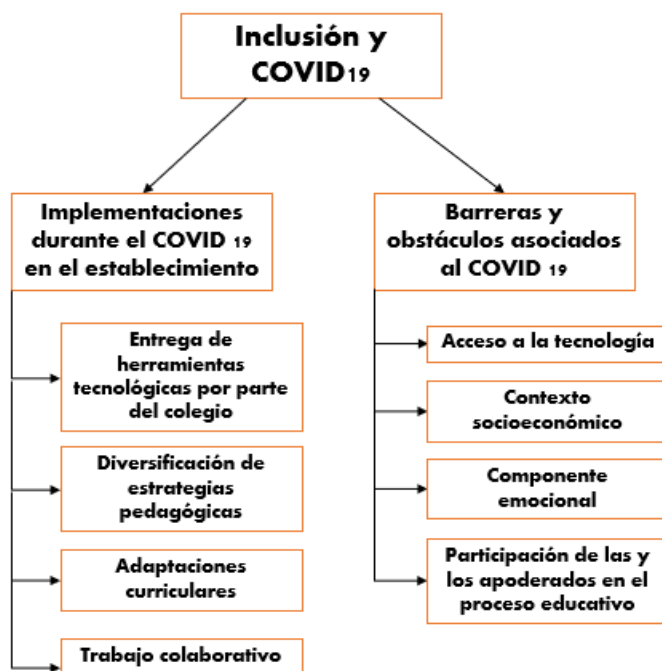 Inclusión y
COVID 19
Implementaciones
durante el COVID 19
en el establecimiento
Entrega de
herramientas
tecnológicas por parte
del colegio
Diversificación de
estrategias
pedagógicas
Adaptaciones
curriculares
Trabajo colaborativo
Barreras y
obstáculos asociados
al COVID 19
Acceso a la tecnología
Contexto
socioeconómico
Componente
emocional
Participación de las y
los apoderados en el
proceso educativo